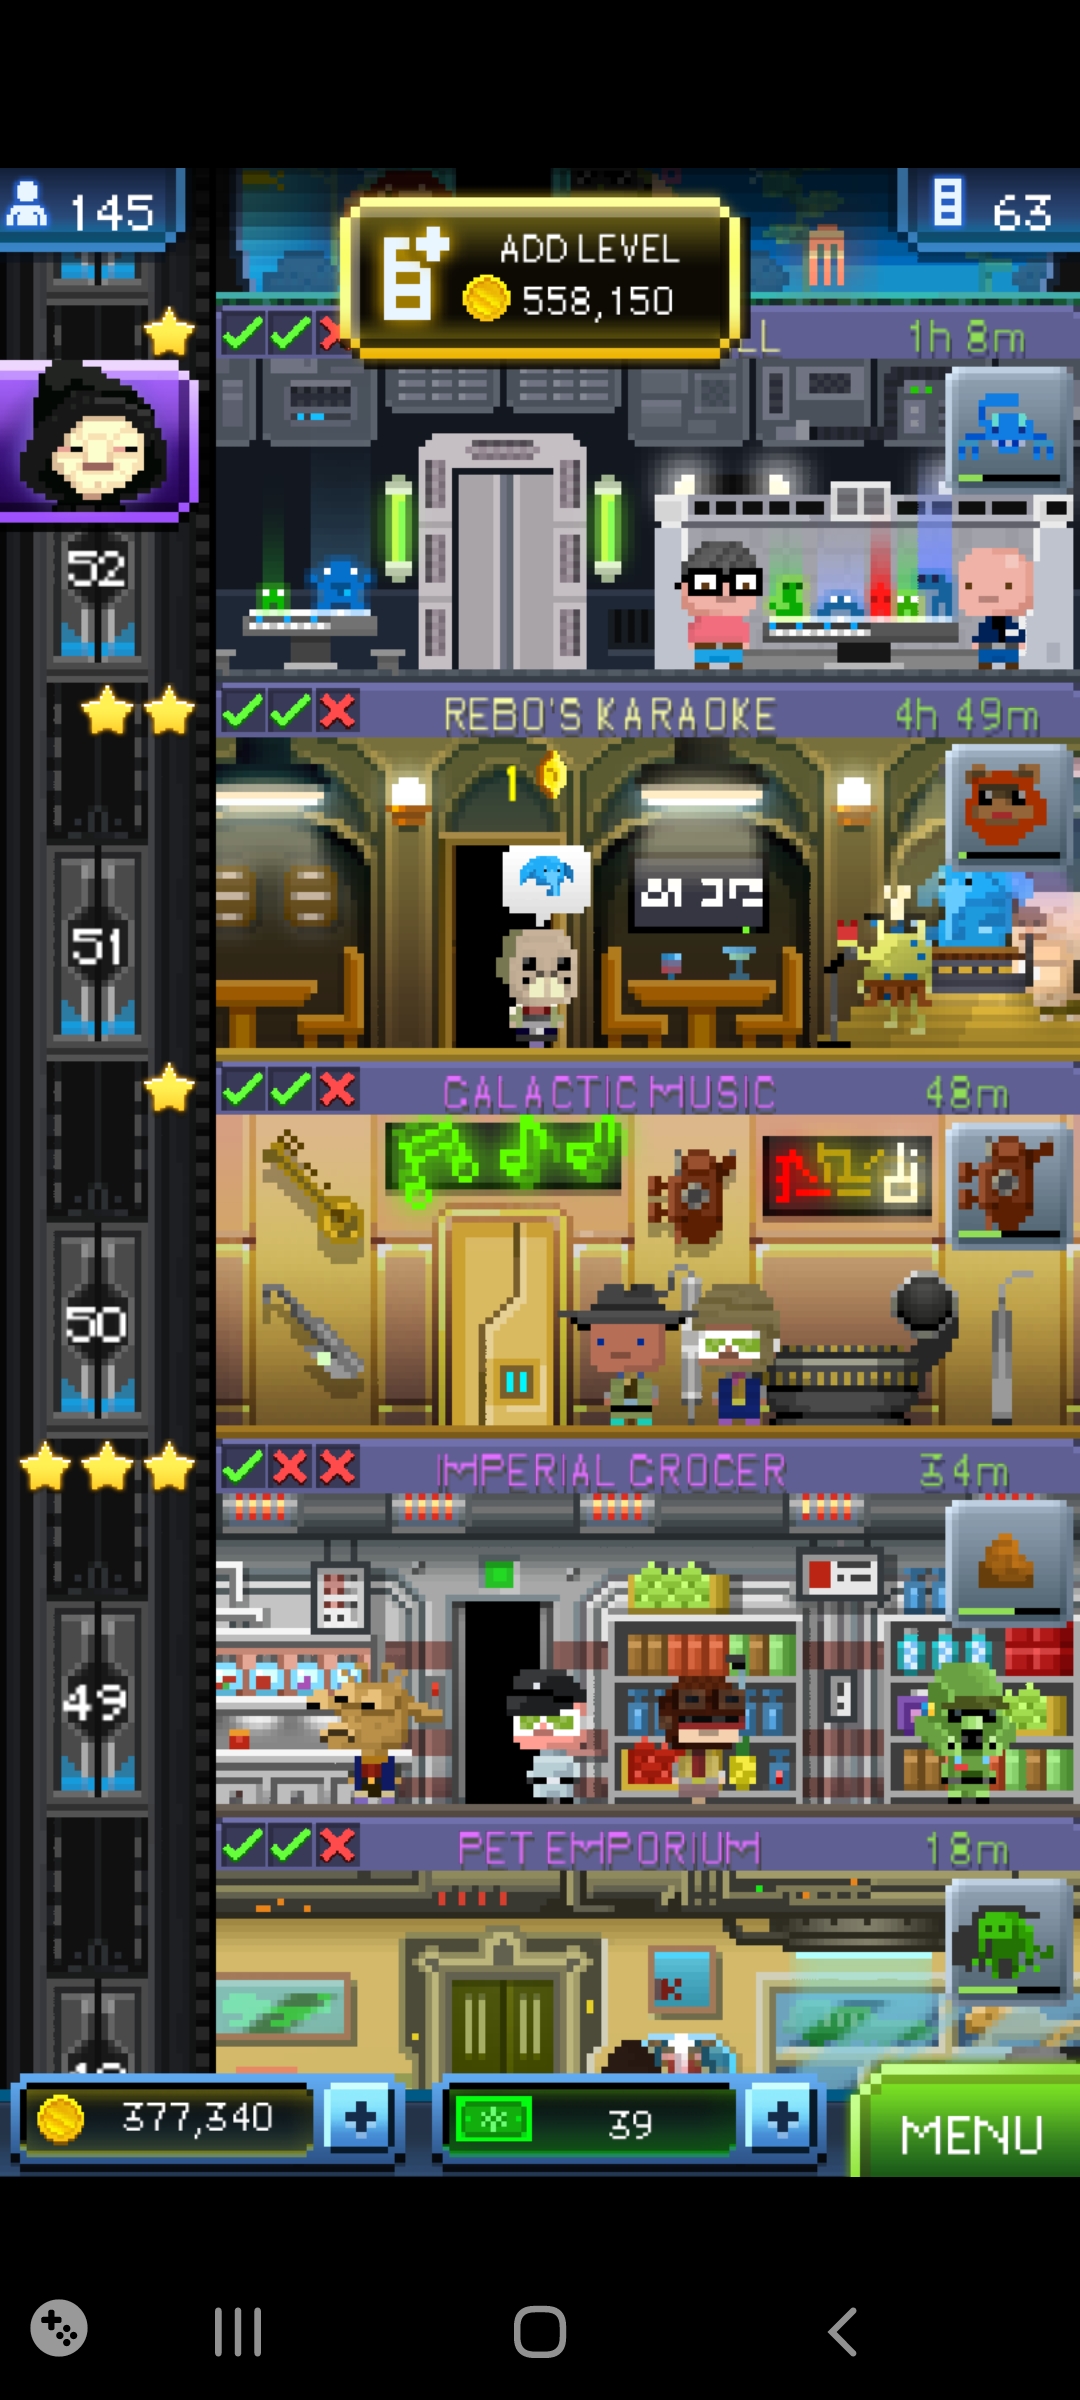 145
ADD LEVEL
558,150
63
1h 8m
52
REBO'S KARAOKE
4h 49m
1
51
GALACTIC MUSIC
48m
50
IMPERIAL GROCER
34m
49
PET EMPORIUM
18m
377,340
39
MENU